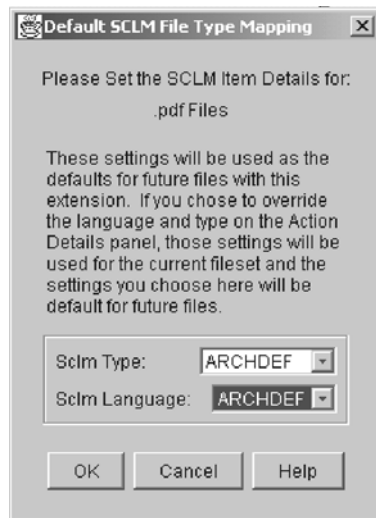 Default SCLM File Type Mapping
Please Set the SCLM Item Details for:
.pdf Files
These settings will be used as the
defaults for future files with this
extension. If you chose to override
the language and type on the Action
Details panel, those settings will be
used for the current fileset and the
settings you choose here will be
default for future files.
Sclm Type: ARCHDEF
Sclm Language: ARCHDEF
OK Cancel Help